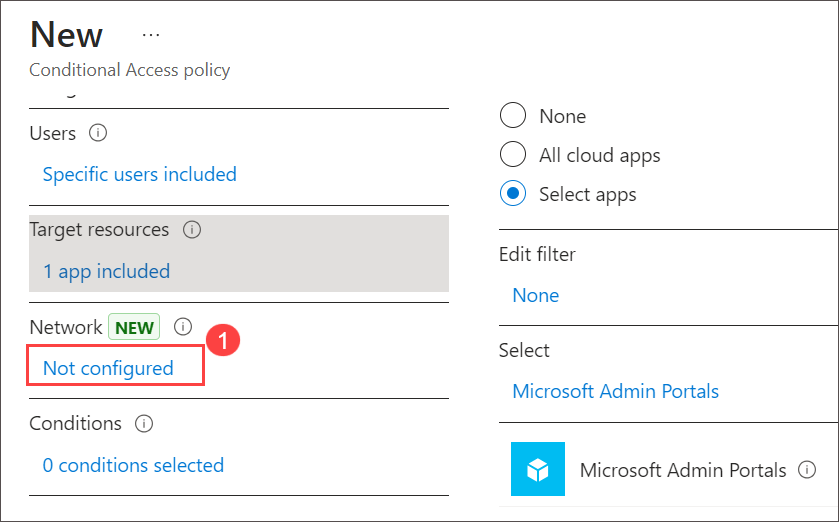 New ...
Conditional Access policy
Users
Specific users included
Target resources
1 app included
Network NEW
1
Not configured
Conditions
0 conditions selected
None
All cloud apps
Select apps
Edit filter
None
Select
Microsoft Admin Portals
Microsoft Admin Portals